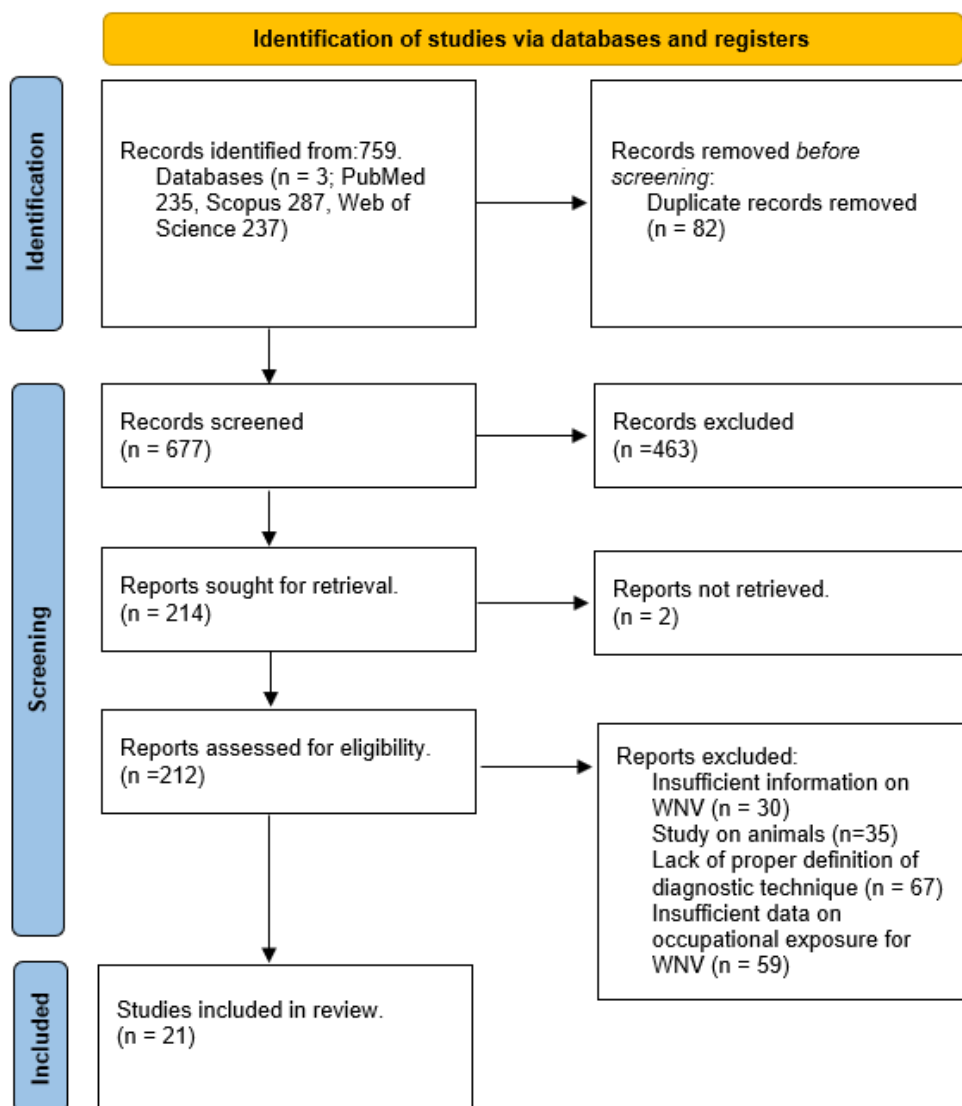 Identification of studies via databases and registers
Identification
Records identified from:759.
Databases (n = 3; PubMed
235, Scopus 287, Web of
Science 237)
Records removed before
screening:
Duplicate records removed
(n = 82)
Screening
Records screened
(n = 677)
Records excluded
(n =463)
Reports sought for retrieval.
(n = 214)
Reports not retrieved.
(n = 2)
Reports assessed for eligibility.
(n =212)
Reports excluded:
Insufficient information on
WNV (n = 30)
Study on animals (n=35)
Lack of proper definition of
diagnostic technique (n = 67)
Insufficient data on
occupational exposure for
WNV (n = 59)
Included
Studies included in review.
(n = 21)